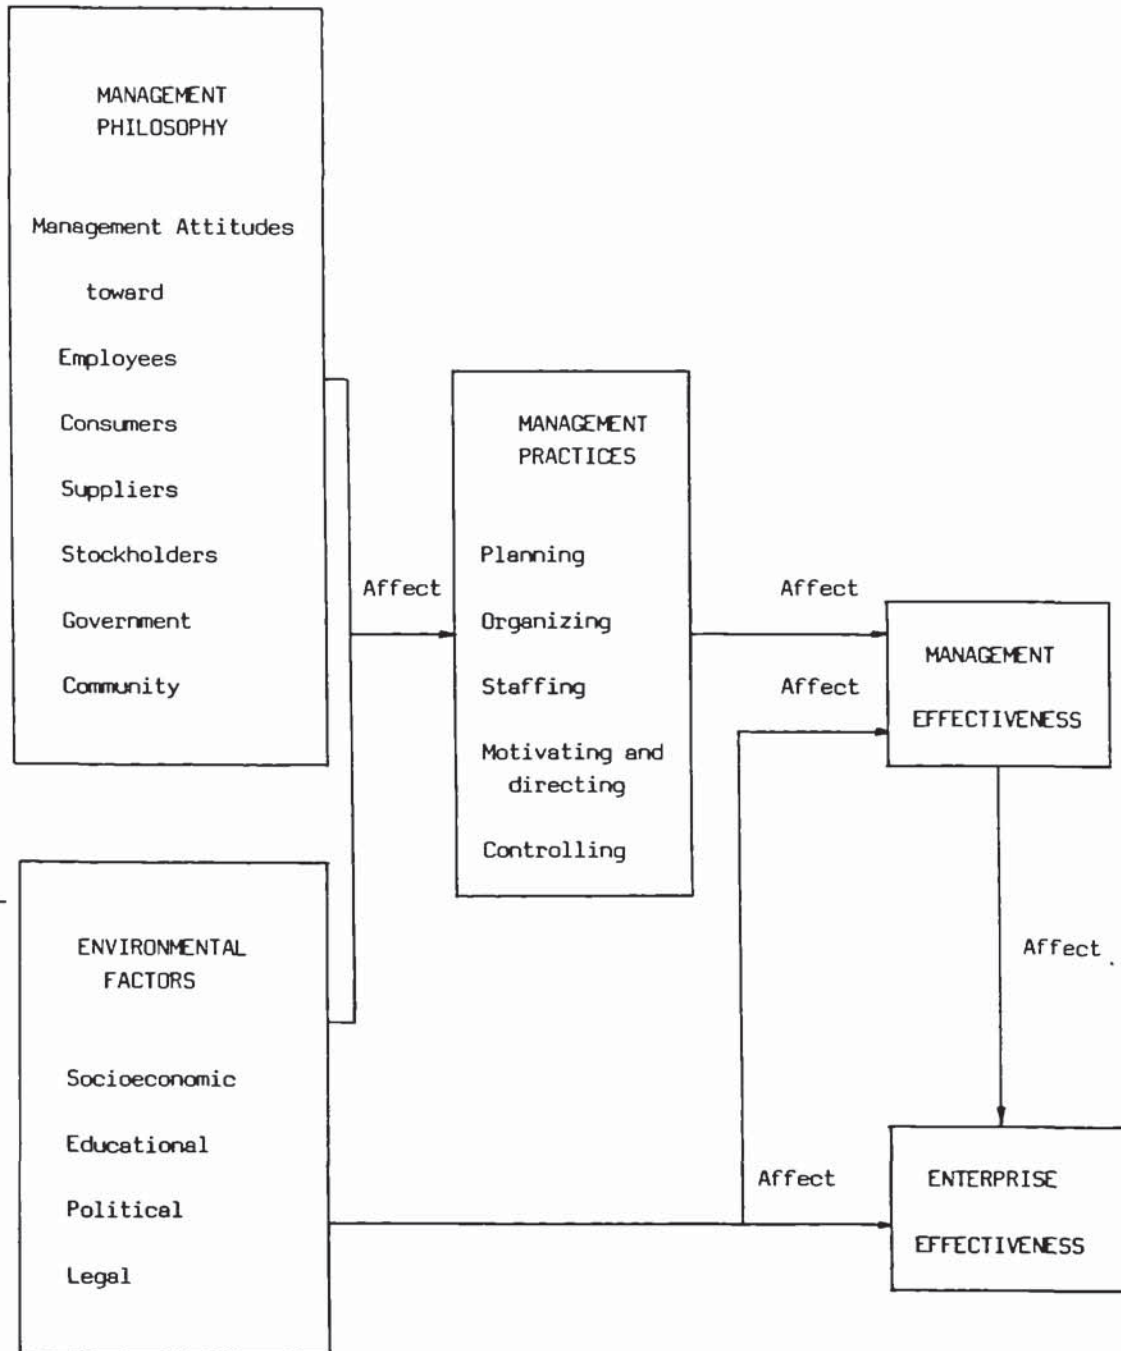 MANAGEMENT
PHILOSOPHY
Management Attitudes
toward
Employees
Consumers
Suppliers
Stockholders
Government
Community
ENVIRONMENTAL
FACTORS
Socioeconomic
Educational
Political
Legal
Affect
MANAGEMENT
PRACTICES
Planning
Organizing
Staffing
Motivating and
directing
Controlling
Affect
Affect
MANAGEMENT
EFFECTIVENESS
Affect
Affect
ENTERPRISE
EFFECTIVENESS